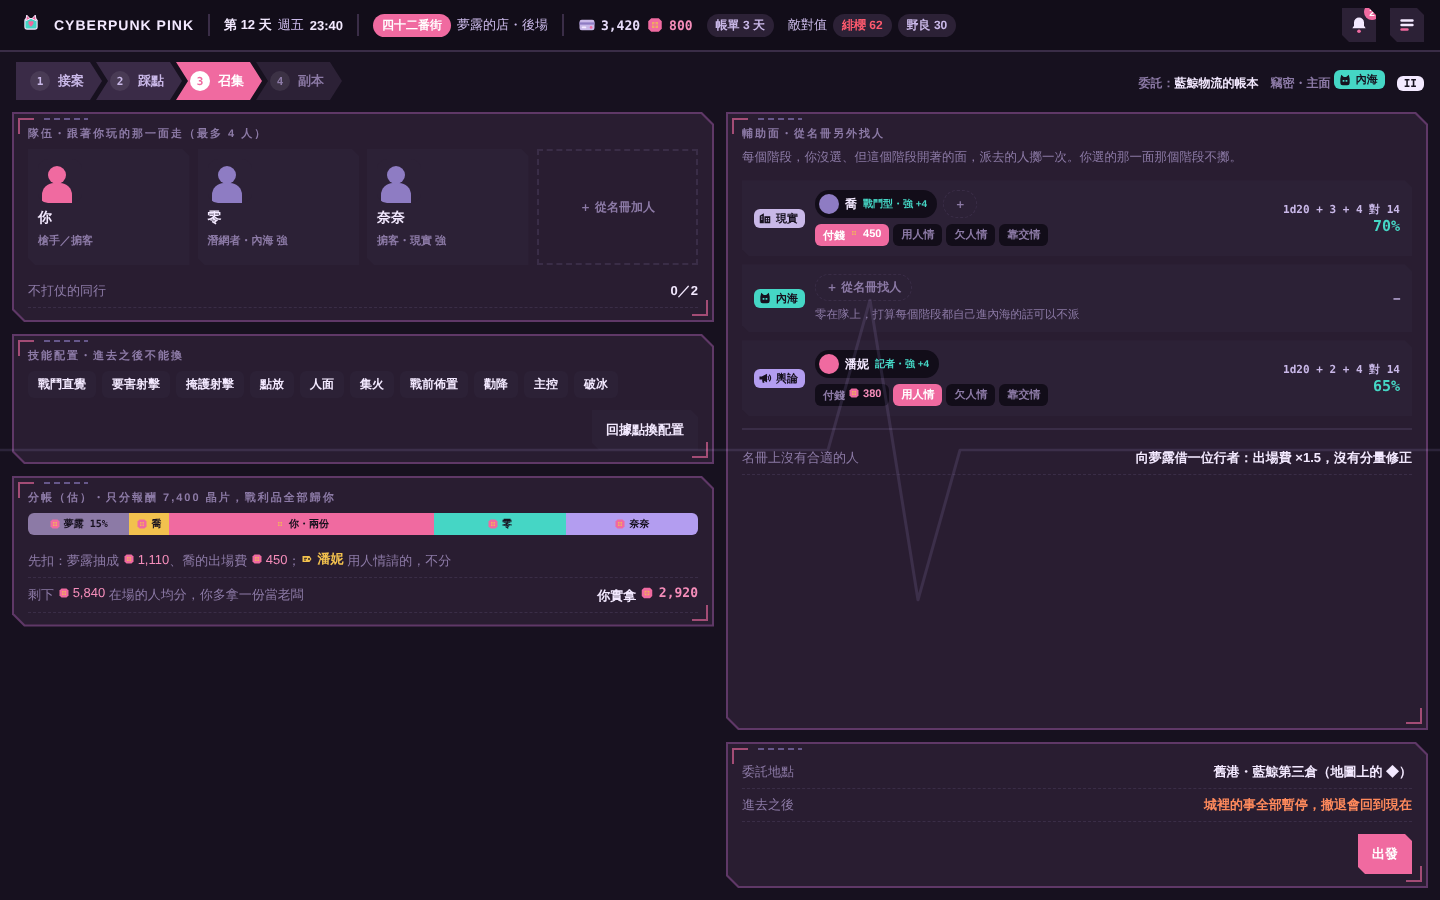 CYBERPUNK PINK
第 12 天 週五 23:40
四十二番街 夢露的店・後場
3,420 800 帳單 3 天 敵對值 緋櫻 62 野良 30
1 接案 2 踩點 3 召集 4 副本
委託：藍鯨物流的帳本 竊密・主面 內海 II
隊伍・跟著你玩的那一面走（最多 4 人）
你
槍手／掮客
零
潛網者・內海 強
奈奈
掮客・現實 強
＋ 從名冊加人
不打仗的同行 0／2
技能配置・進去之後不能換
戰鬥直覺 要害射擊 掩護射擊 點放 人面 集火 戰前佈置 勸降 主控 破冰
回據點換配置
分帳（估）・只分報酬 7,400 晶片，戰利品全部歸你
夢露 15% 喬 你・兩份 零 奈奈
先扣：夢露抽成 1,110、喬的出場費 450； 潘妮 用人情請的，不分
剩下 5,840 在場的人均分，你多拿一份當老闆 你實拿 2,920
輔助面・從名冊另外找人
每個階段，你沒選、但這個階段開著的面，派去的人擲一次。你選的那一面那個階段不擲。
現實 喬 戰鬥型・強 +4 ＋
付錢 450 用人情 欠人情 靠交情
1d20 + 3 + 4 對 14
70%
內海 ＋ 從名冊找人
零在隊上，打算每個階段都自己進內海的話可以不派
—
輿論 潘妮 記者・強 +4
付錢 380 用人情 欠人情 靠交情
1d20 + 2 + 4 對 14
65%
名冊上沒有合適的人 向夢露借一位行者：出場費 ×1.5，沒有分量修正
委託地點 舊港・藍鯨第三倉（地圖上的 ◆）
進去之後 城裡的事全部暫停，撤退會回到現在
出發